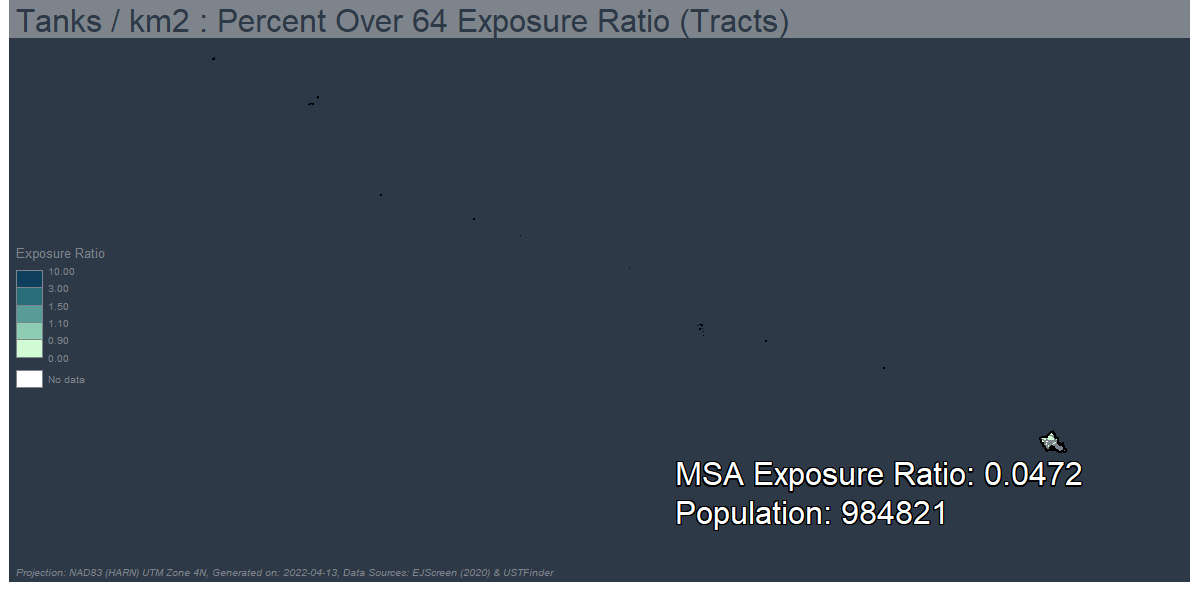 Tanks / km2 : Percent Over 64 Exposure Ratio (Tracts)
Exposure Ratio
10.00
3.00
1.50
1.10
0.90
0.00
No data
MSA Exposure Ratio: 0.0472
Population: 984821
Projection: NAD83 (HARN) UTM Zone 4N, Generated on: 2022-04-13, Data Sources: EJScreen (2020) & USTFinder